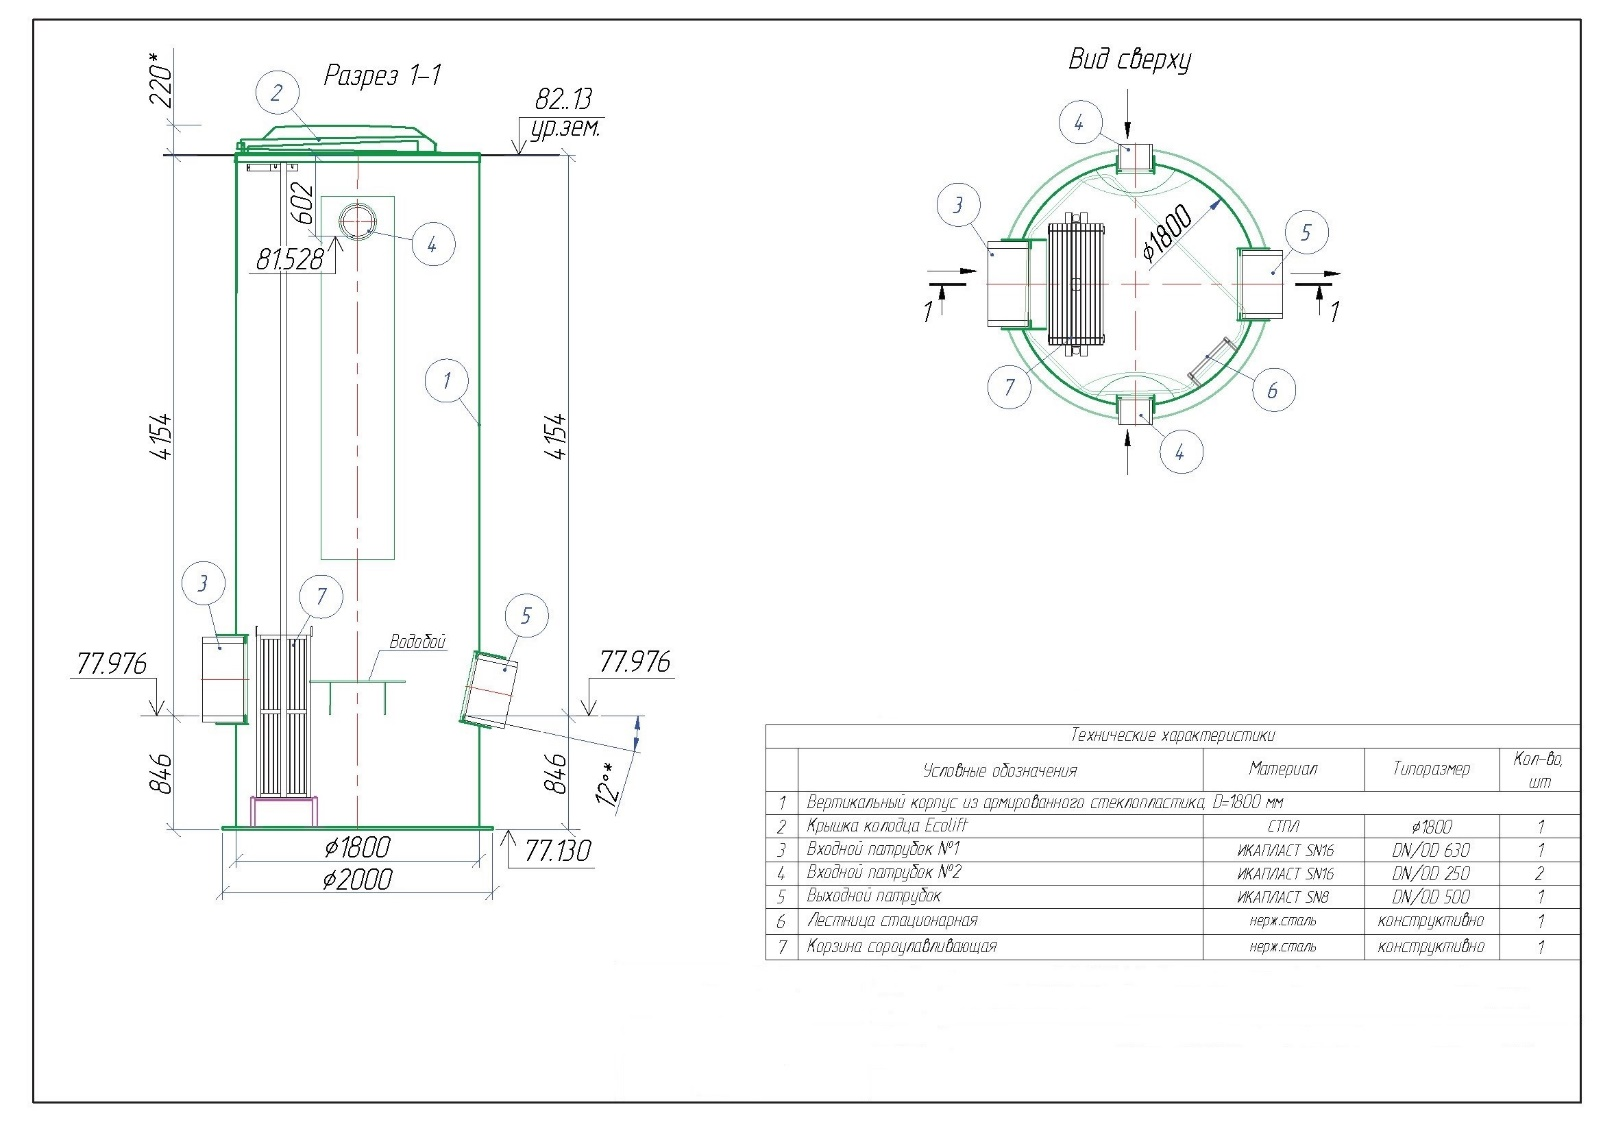 Разрез 1-1
220*
2
82..13
ур.зем.
602
81.528
4
1
4154
4154
3
7
5
Водобой
77.976
77.976
846
846
12°*
77.130
ϕ1800
ϕ2000
Вид сверху
4
3
5
ϕ1800
1
1
7
6
4
Технические характеристики
Условные обозначения Материал Типоразмер Кол-во, шт
1 Вертикальный корпус из армированного стеклопластика, D=1800 мм
2 Крышка колодца Ecolift СТПЛ ϕ1800 1
3 Входной патрубок №1 ИКАПЛАСТ SN16 DN/OD 630 1
4 Входной патрубок №2 ИКАПЛАСТ SN16 DN/OD 250 2
5 Выходной патрубок ИКАПЛАСТ SN8 DN/OD 500 1
6 Лестница стационарная нерж.сталь конструктивно 1
7 Корзина сороулавливающая нерж.сталь конструктивно 1